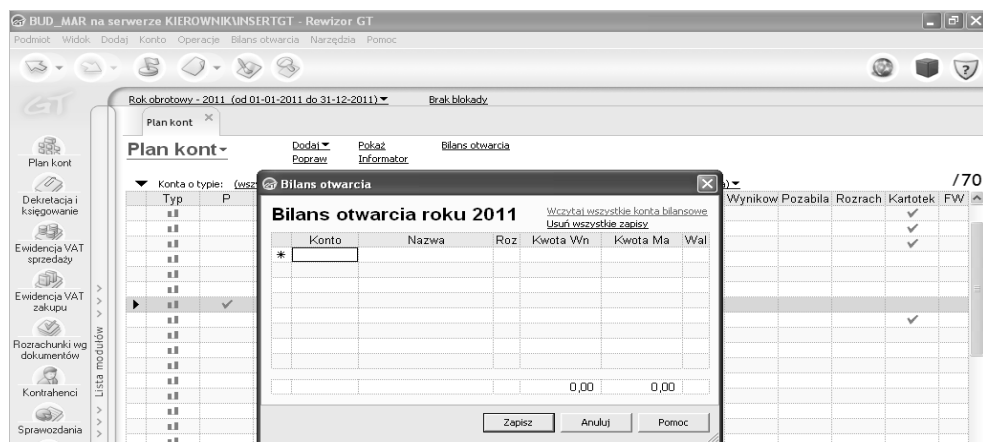 BUD_MAR na serwerze KIEROWNIK\INSERTGT - Rewizor GT
Podmiot Widok Dodaj Konto Operacje Bilans otwarcia Narzędzia Pomoc
GT
Rok obrotowy - 2011 (od 01-01-2011 do 31-12-2011) Brak blokady
Plan kont
Plan kont
Dodaj Pokaż Bilans otwarcia
Popraw Informator
Konta o typie: (wsz
/70
Typ P
Wynikow Pozabila Rozrach Kartotek FW
Plan kont
Dekretacja i
księgowanie
Ewidencja VAT
sprzedaży
Ewidencja VAT
zakupu
Rozrachunki wg
dokumentów
Kontrahenci
Sprawozdania
Lista modułów
Bilans otwarcia
Bilans otwarcia roku 2011
Wczytaj wszystkie konta bilansowe
Usuń wszystkie zapisy
Konto Nazwa Roz Kwota Wn Kwota Ma Wal
0,00 0,00
Zapisz Anuluj Pomoc